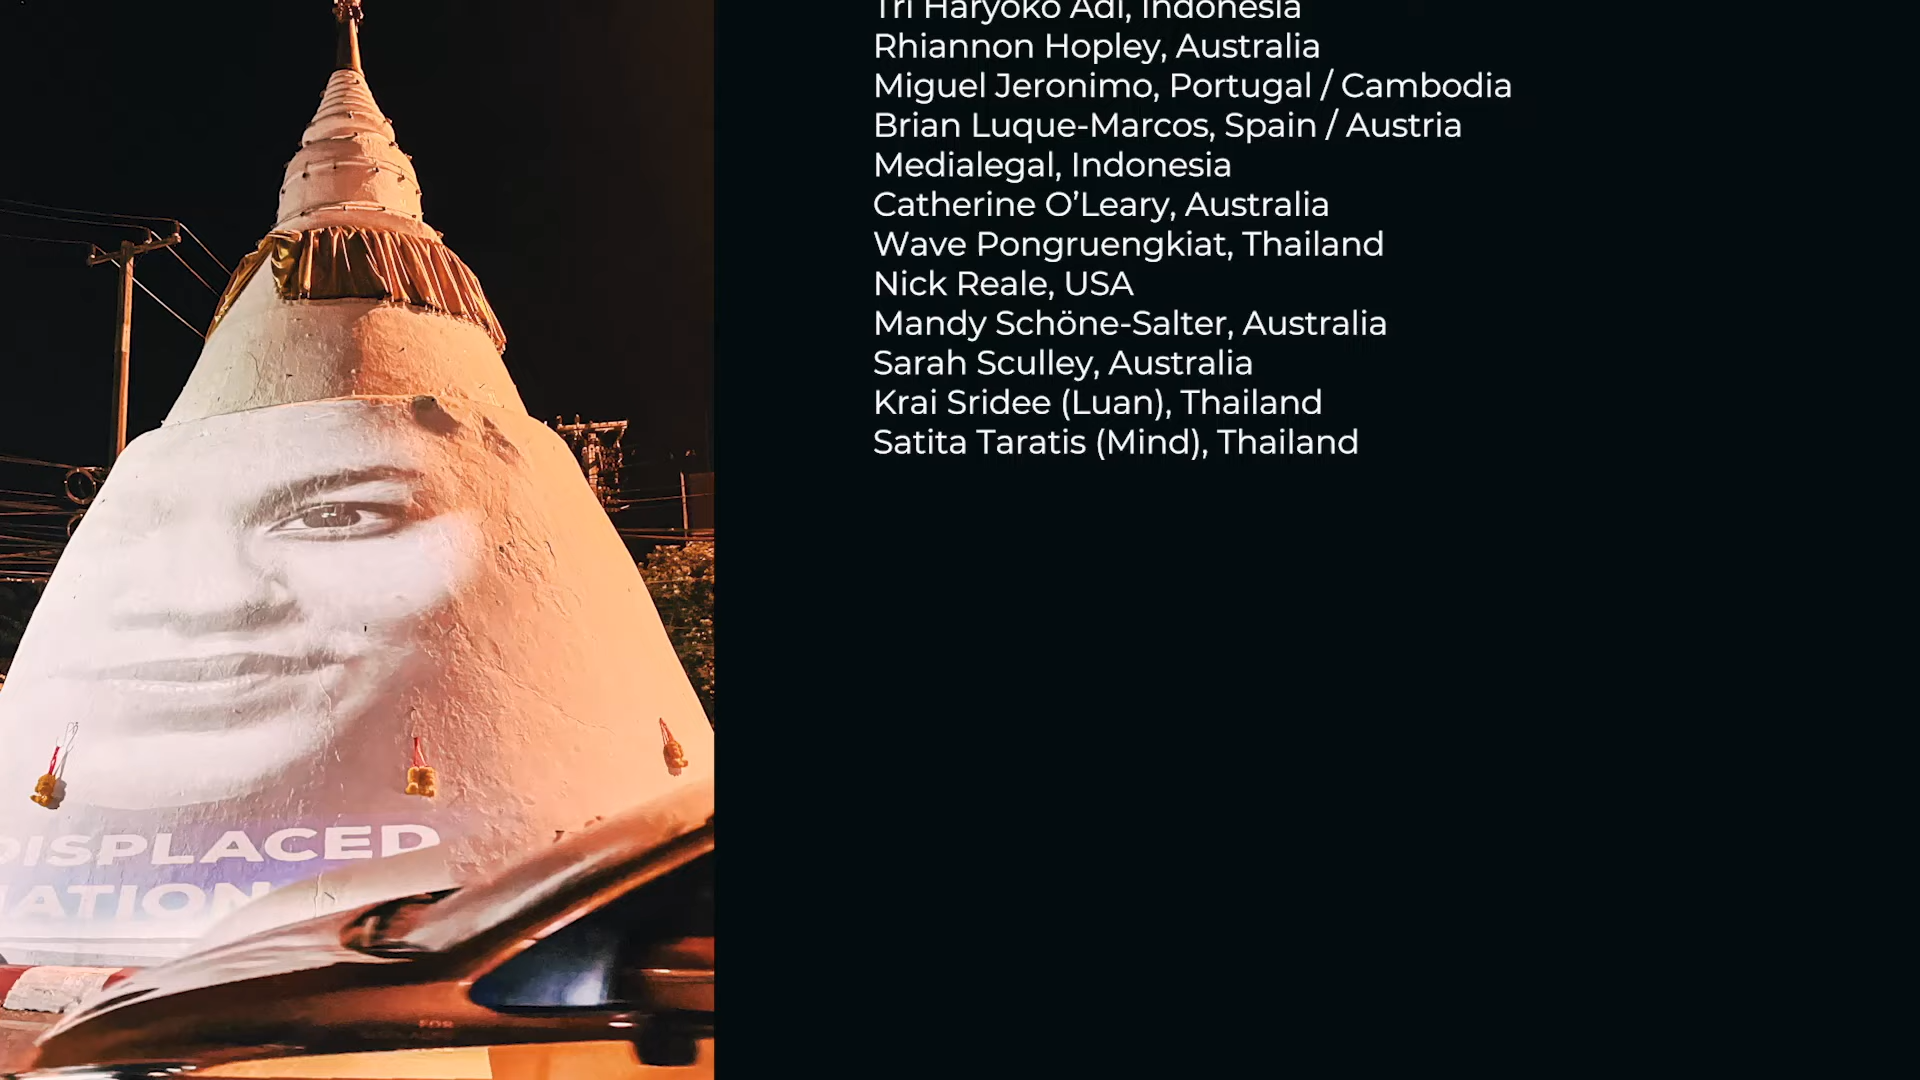 Tri Haryoko Adi, Indonesia
Rhiannon Hopley, Australia
Miguel Jeronimo, Portugal / Cambodia
Brian Luque-Marcos, Spain / Austria
Medialegal, Indonesia
Catherine O’Leary, Australia
Wave Pongruengkiat, Thailand
Nick Reale, USA
Mandy Schöne-Salter, Australia
Sarah Sculley, Australia
Krai Sridee (Luan), Thailand
Satita Taratis (Mind), Thailand
DISPLACED
NATION